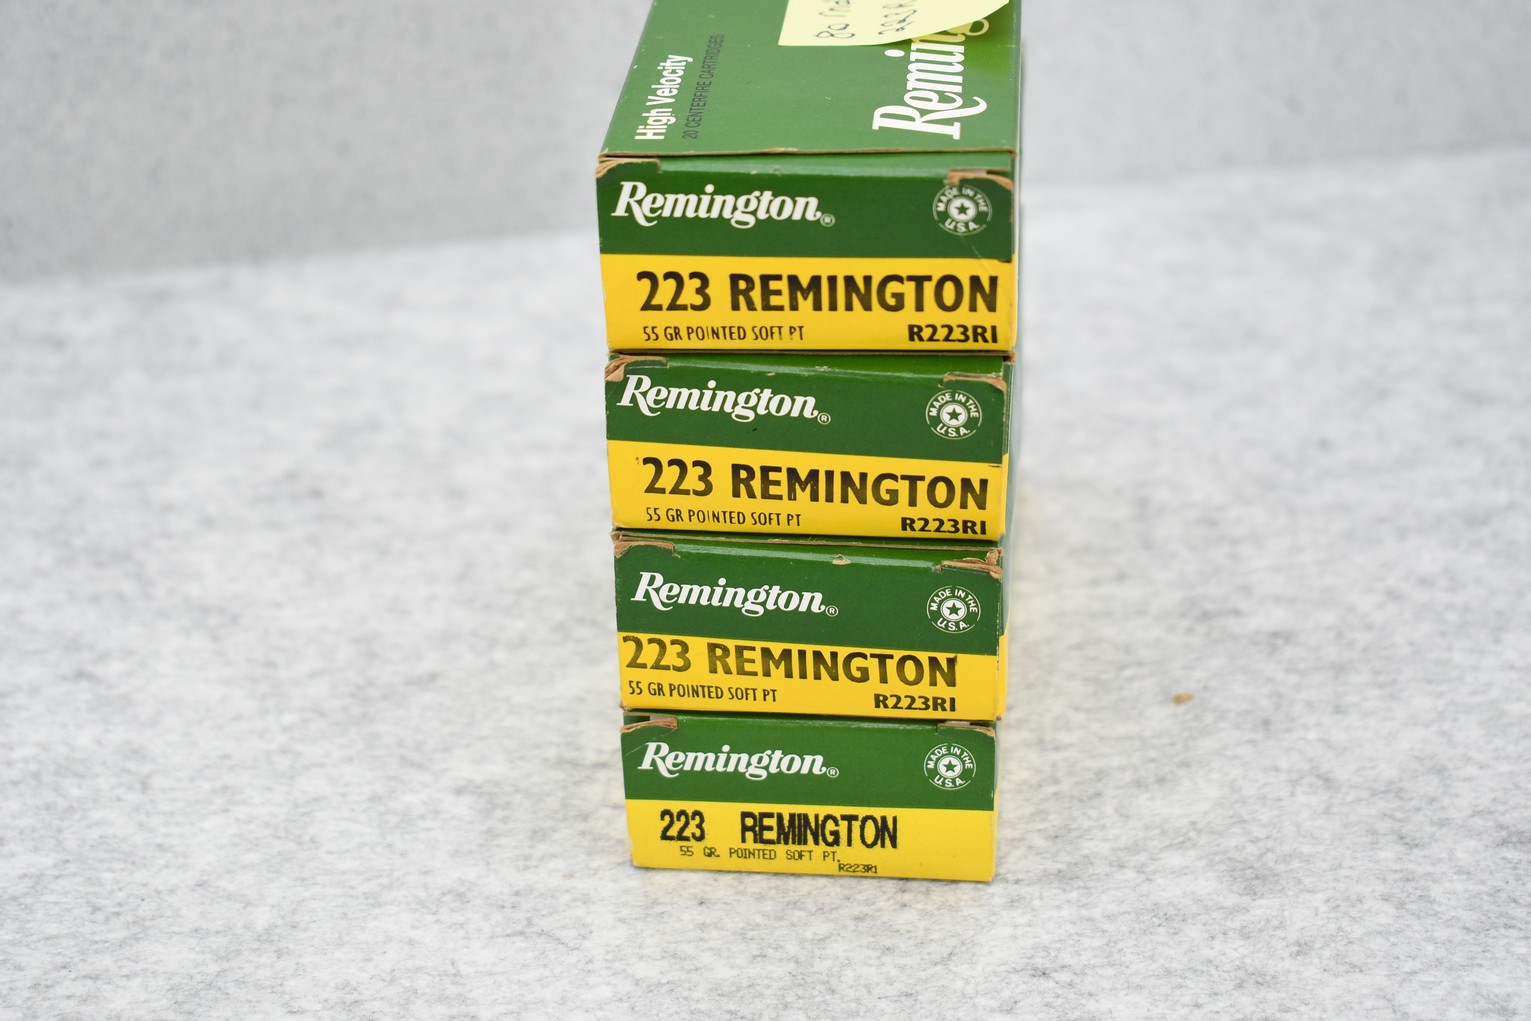 80
High Velocity
20 CENTERFIRE CARTRIDGES
Remington®
MADE IN THE U.S.A.
223 REMINGTON
55 GR POINTED SOFT PT R223R1
Remington®
MADE IN THE U.S.A.
223 REMINGTON
55 GR POINTED SOFT PT R223R1
Remington®
MADE IN THE U.S.A.
223 REMINGTON
55 GR POINTED SOFT PT R223R1
Remington®
MADE IN THE U.S.A.
223 REMINGTON
55 GR. POINTED SOFT PT.
R223R1